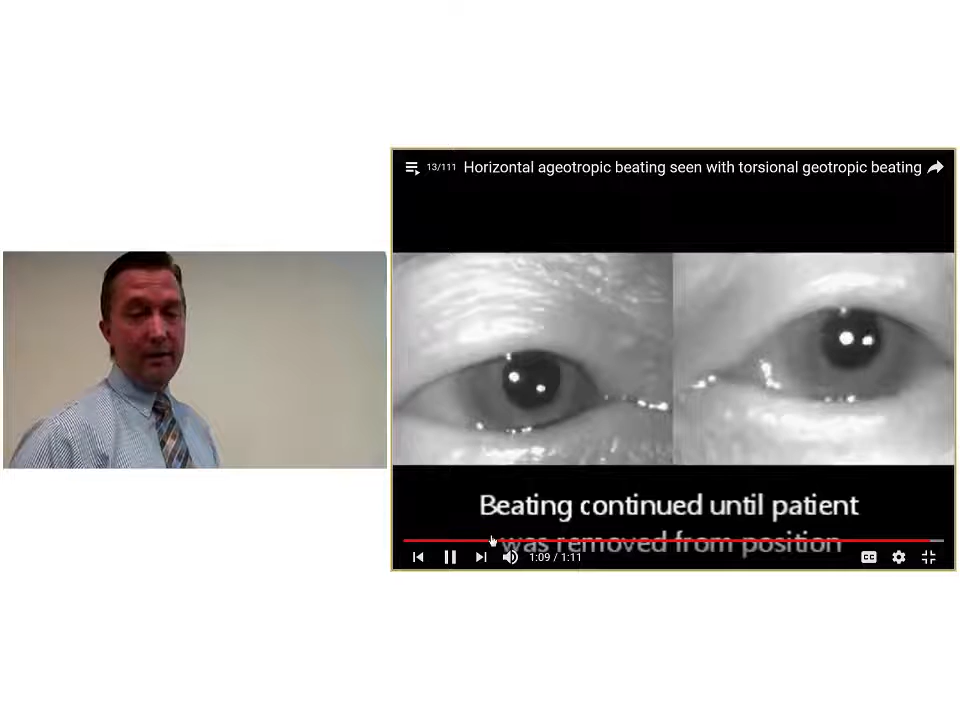 13/111 Horizontal ageotropic beating seen with torsional geotropic beating
Beating continued until patient
was removed from position
1:09 / 1:11
CC